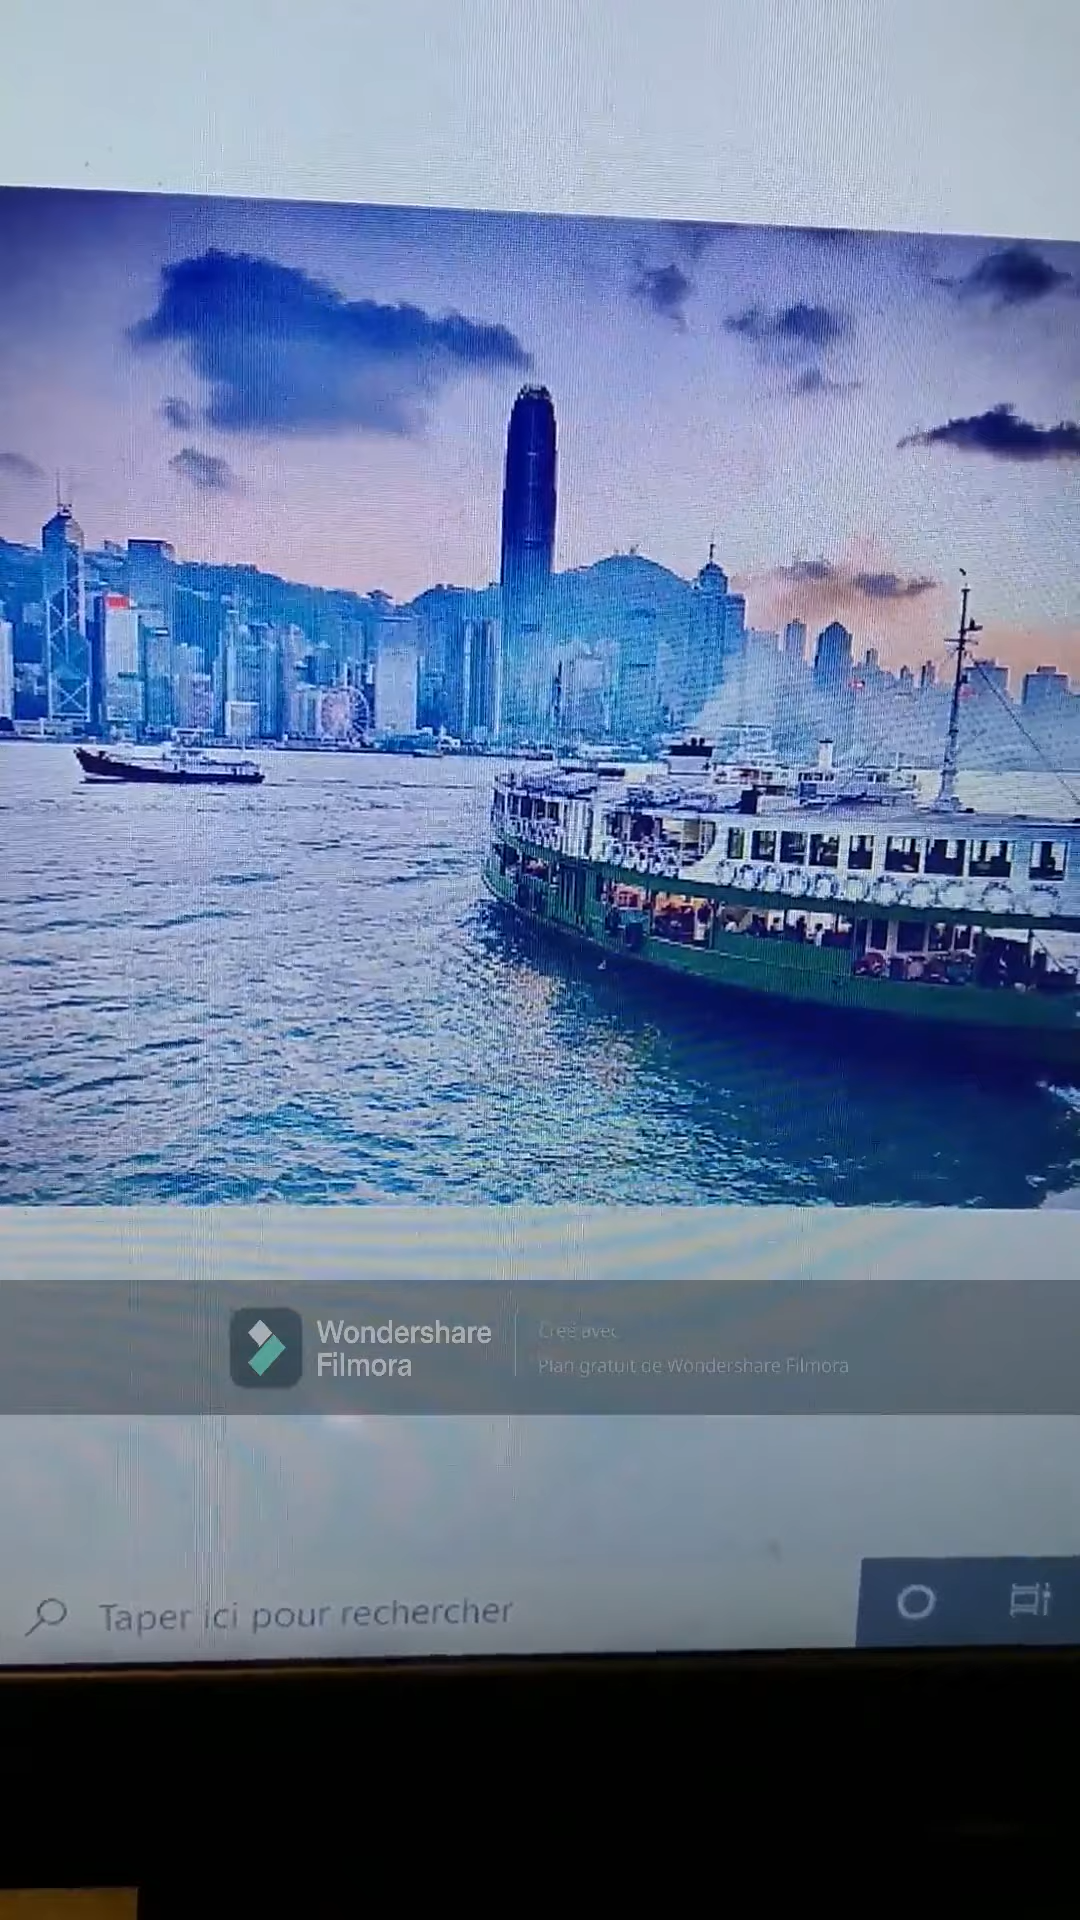 Wondershare
Filmora
Créé avec
Plan gratuit de Wondershare Filmora
Taper ici pour rechercher